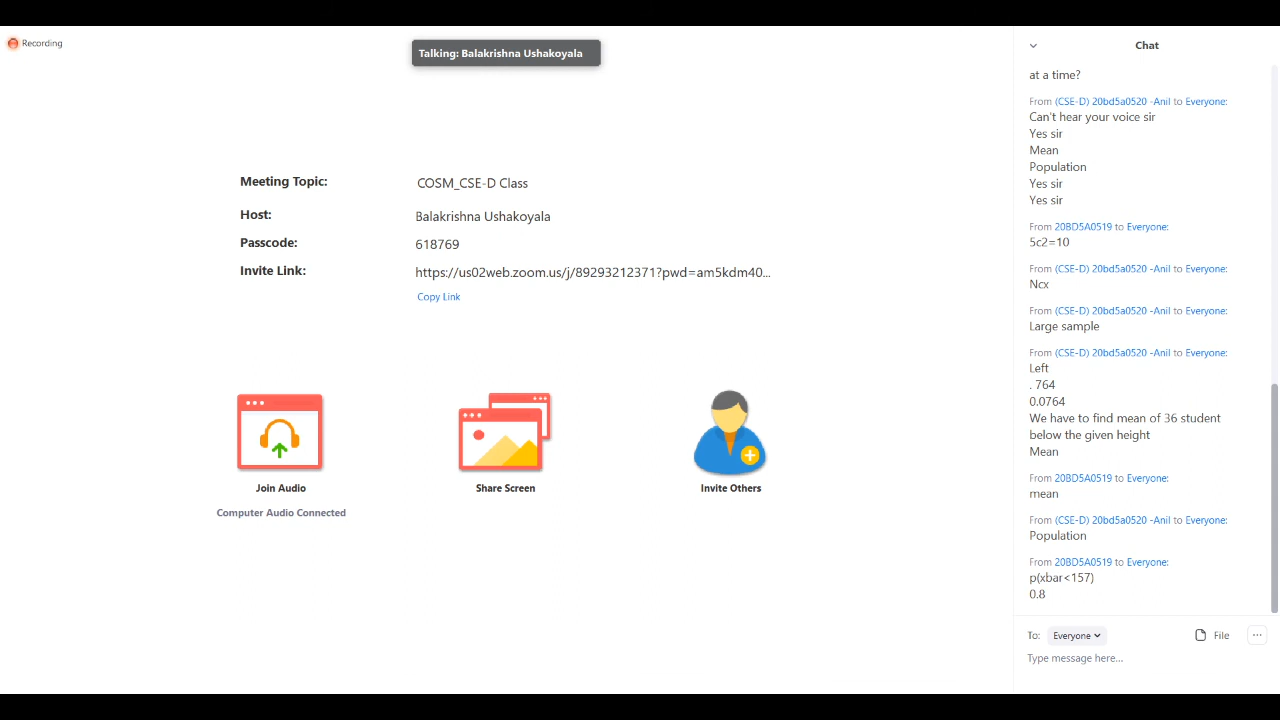 Recording
Talking: Balakrishna Ushakoyala
Meeting Topic: COSM_CSE-D Class
Host: Balakrishna Ushakoyala
Passcode: 618769
Invite Link: https://us02web.zoom.us/j/89293212371?pwd=am5kdm40...
Copy Link
Join Audio
Computer Audio Connected
Share Screen
Invite Others
Chat
at a time?
From (CSE-D) 20bd5a0520 -Anil to Everyone:
Can't hear your voice sir
Yes sir
Mean
Population
Yes sir
Yes sir
From 20BD5A0519 to Everyone:
5c2=10
From (CSE-D) 20bd5a0520 -Anil to Everyone:
Ncx
From (CSE-D) 20bd5a0520 -Anil to Everyone:
Large sample
From (CSE-D) 20bd5a0520 -Anil to Everyone:
Left
. 764
0.0764
We have to find mean of 36 student
below the given height
Mean
From 20BD5A0519 to Everyone:
mean
From (CSE-D) 20bd5a0520 -Anil to Everyone:
Population
From 20BD5A0519 to Everyone:
p(xbar<157)
0.8
To: Everyone File ...
Type message here...